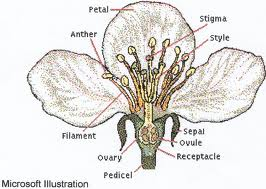 Petal
Stigma
Anther
Style
Filament
Sepal
Ovule
Ovary
Receptacle
Pedicel
Microsoft Illustration